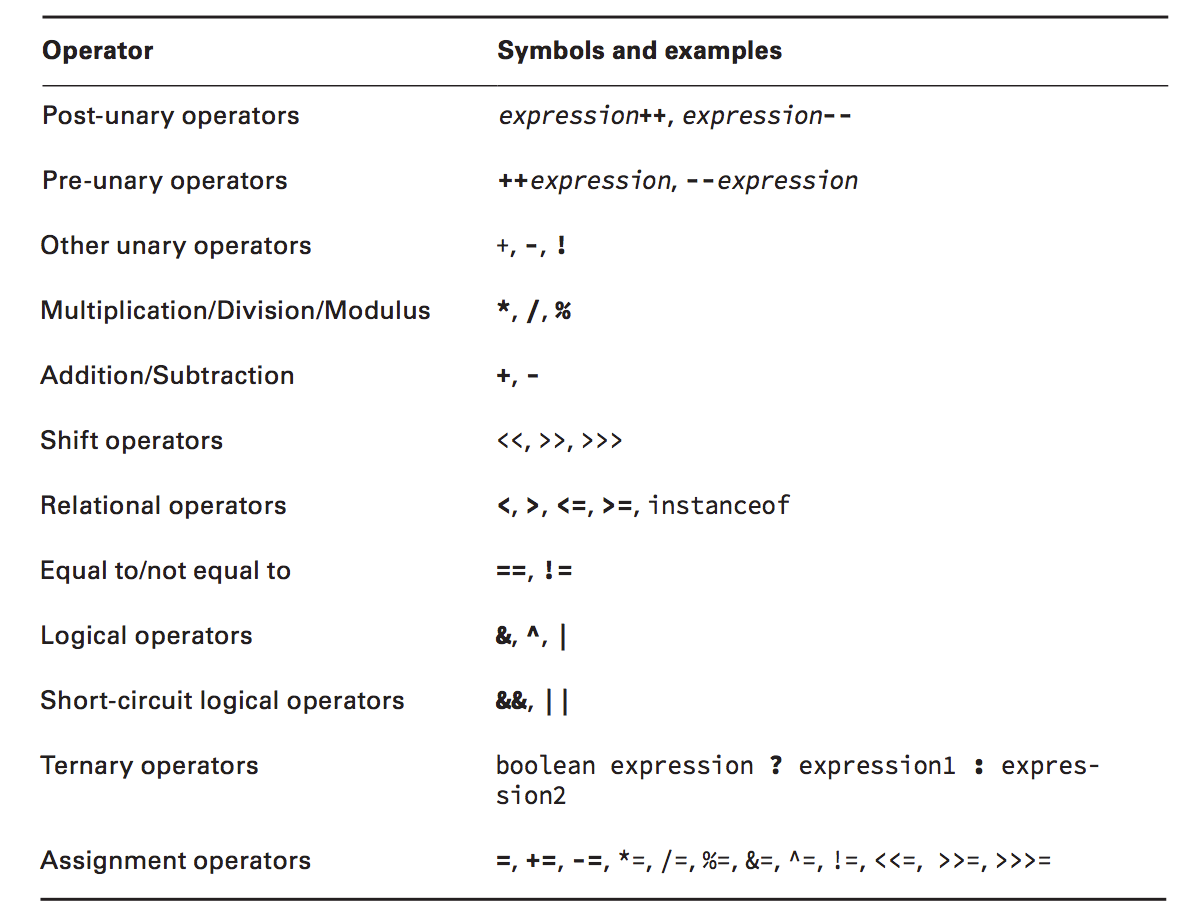 Operator Symbols and examples
Post-unary operators expression++, expression--
Pre-unary operators ++expression, --expression
Other unary operators +, -, !
Multiplication/Division/Modulus *, /, %
Addition/Subtraction +, -
Shift operators <<, >>, >>>
Relational operators <, >, <=, >=, instanceof
Equal to/not equal to ==, !=
Logical operators &, ^, |
Short-circuit logical operators &&, ||
Ternary operators boolean expression ? expression1 : expres-
sion2
Assignment operators =, +=, -=, *=, /=, %=, &=, ^=, !=, <<=, >>=, >>>=